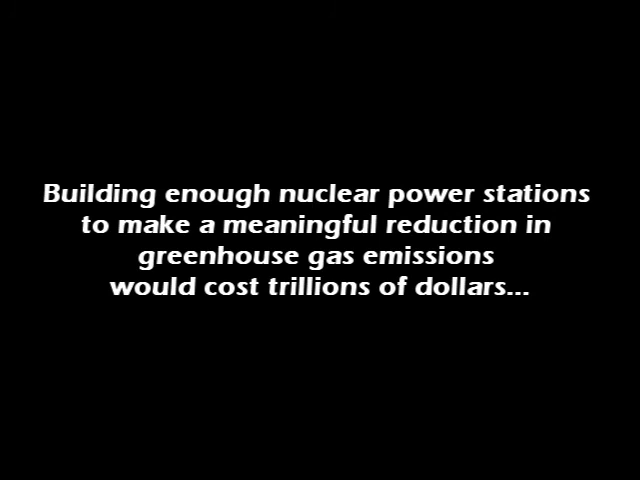 Building enough nuclear power stations
to make a meaningful reduction in
greenhouse gas emissions
would cost trillions of dollars...